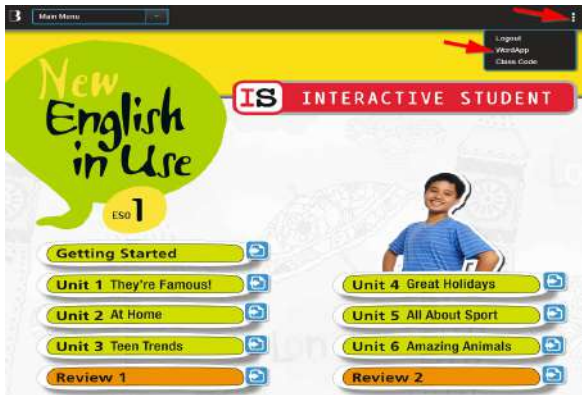 B Main Menu
Logout
WordApp
Class Code
New
English
in Use
ESO 1
IS INTERACTIVE STUDENT
Getting Started
Unit 1 They're Famous!
Unit 2 At Home
Unit 3 Teen Trends
Review 1
Unit 4 Great Holidays
Unit 5 All About Sport
Unit 6 Amazing Animals
Review 2